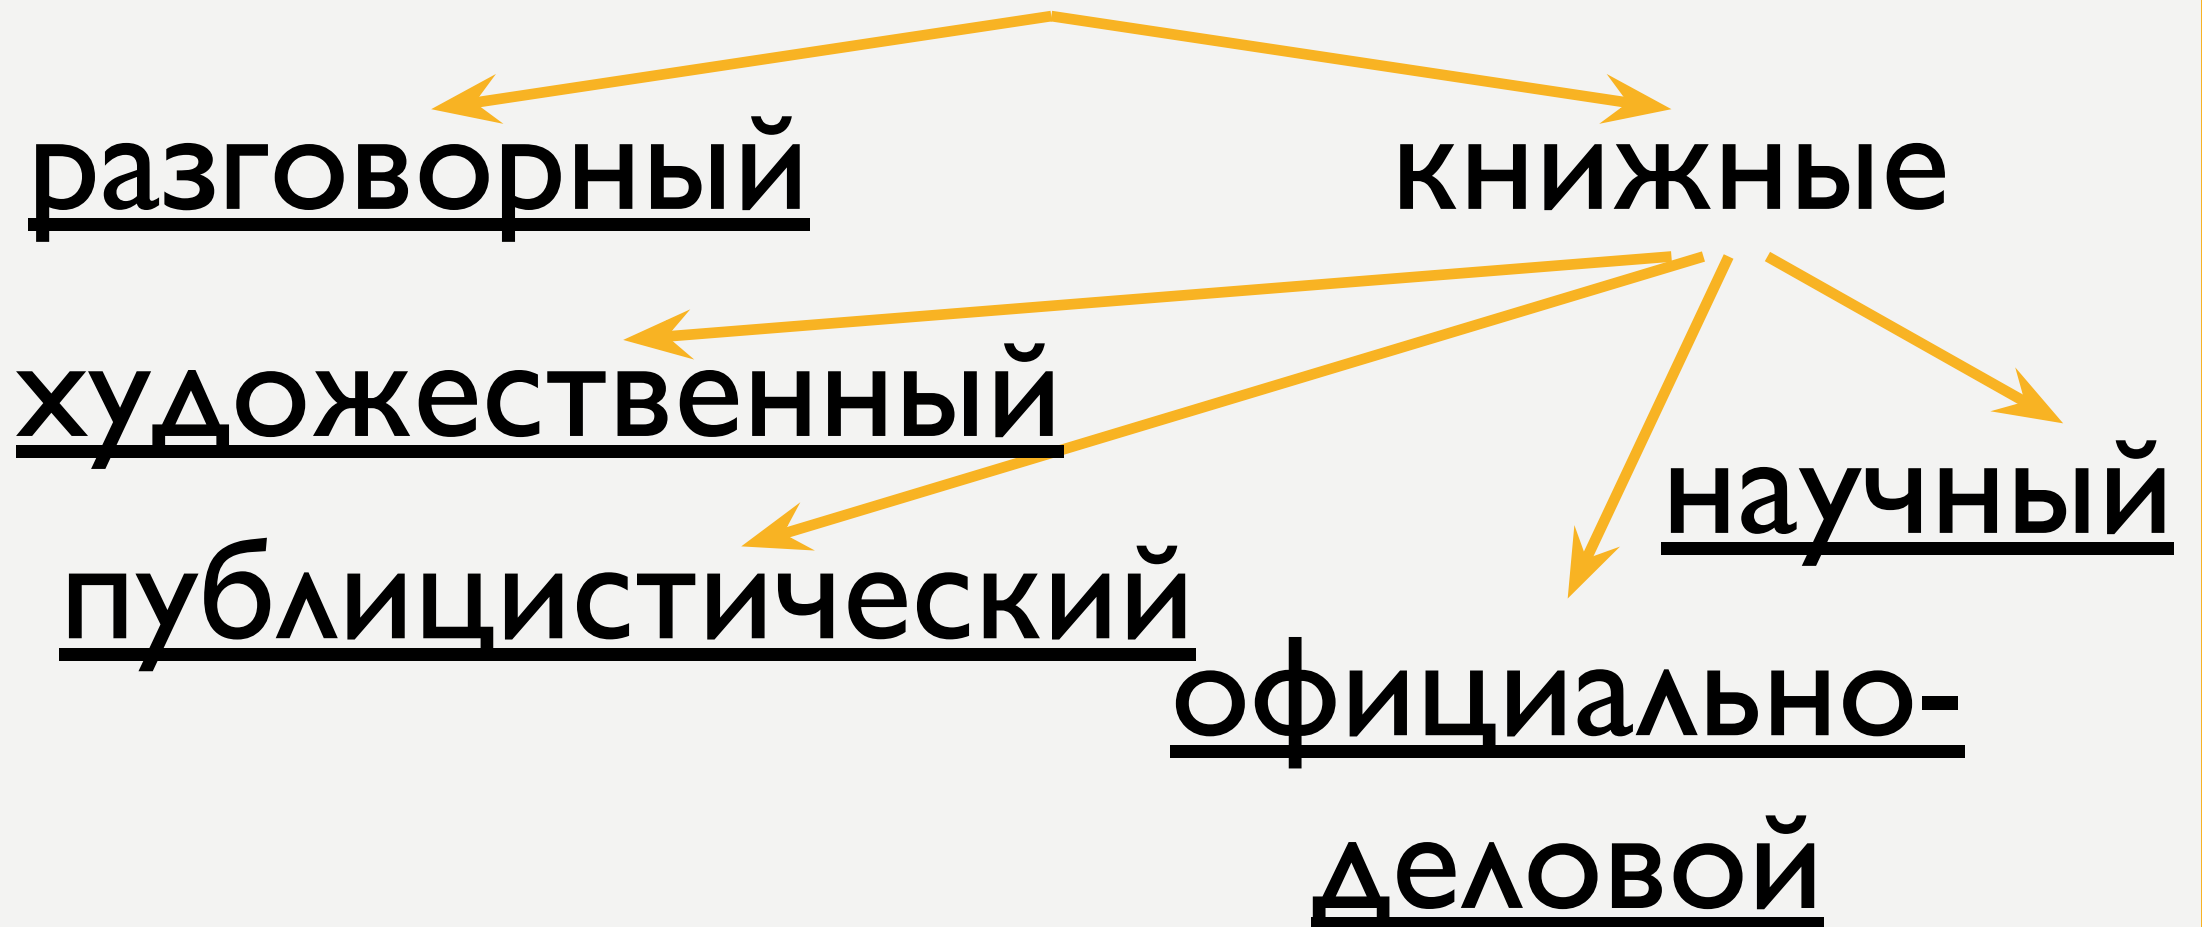 разговорный
книжные
художественный
научный
публицистический
официально-
деловой